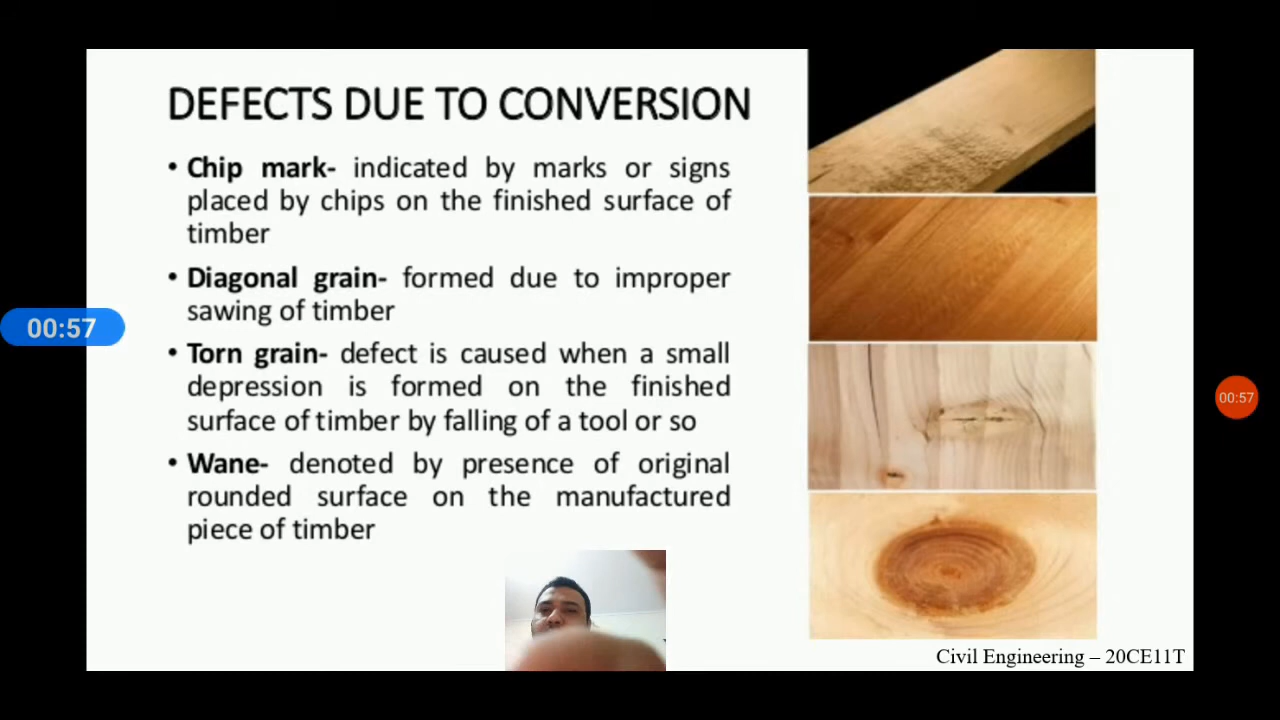 DEFECTS DUE TO CONVERSION
• Chip mark- indicated by marks or signs
placed by chips on the finished surface of
timber
• Diagonal grain- formed due to improper
sawing of timber
• Torn grain- defect is caused when a small
depression is formed on the finished
surface of timber by falling of a tool or so
• Wane- denoted by presence of original
rounded surface on the manufactured
piece of timber
00:57
00:57
Civil Engineering – 20CE11T